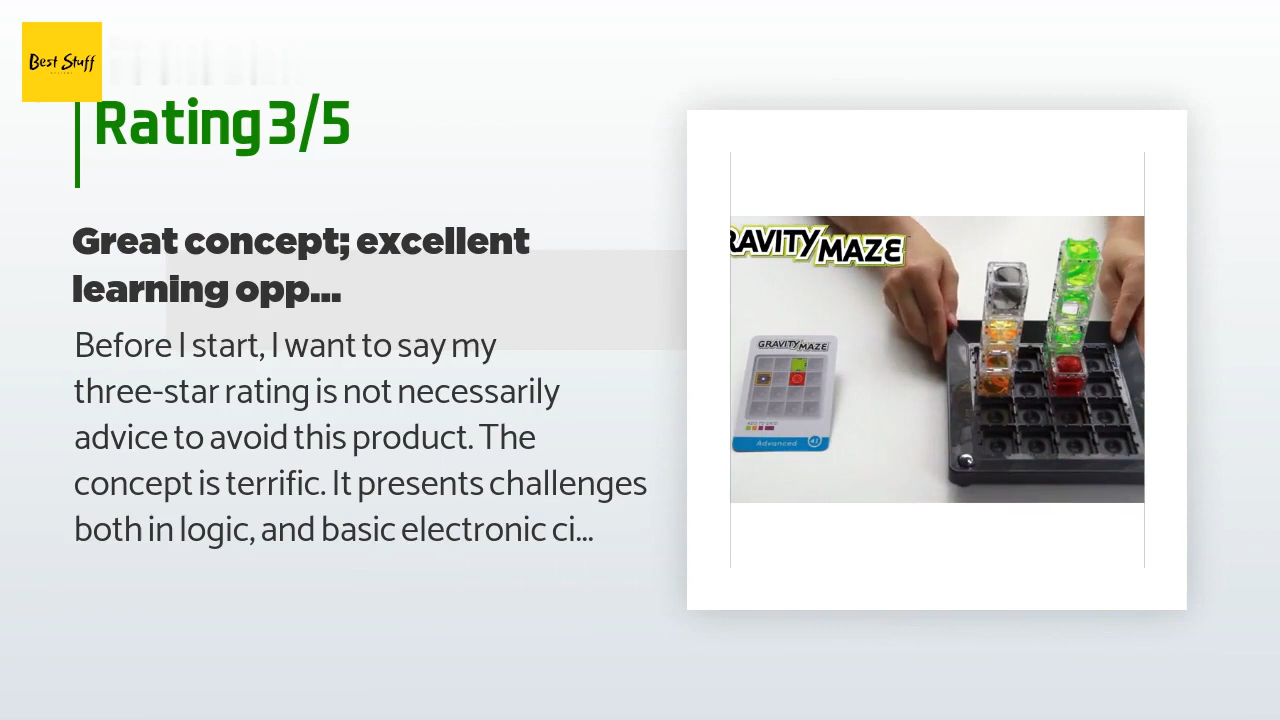 Best Stuff
Rating 3/5
Great concept; excellent
learning opp...
Before I start, I want to say my
three-star rating is not necessarily
advice to avoid this product. The
concept is terrific. It presents challenges
both in logic, and basic electronic ci...
RAVITY MAZE
GRAVITY MAZE
Advanced